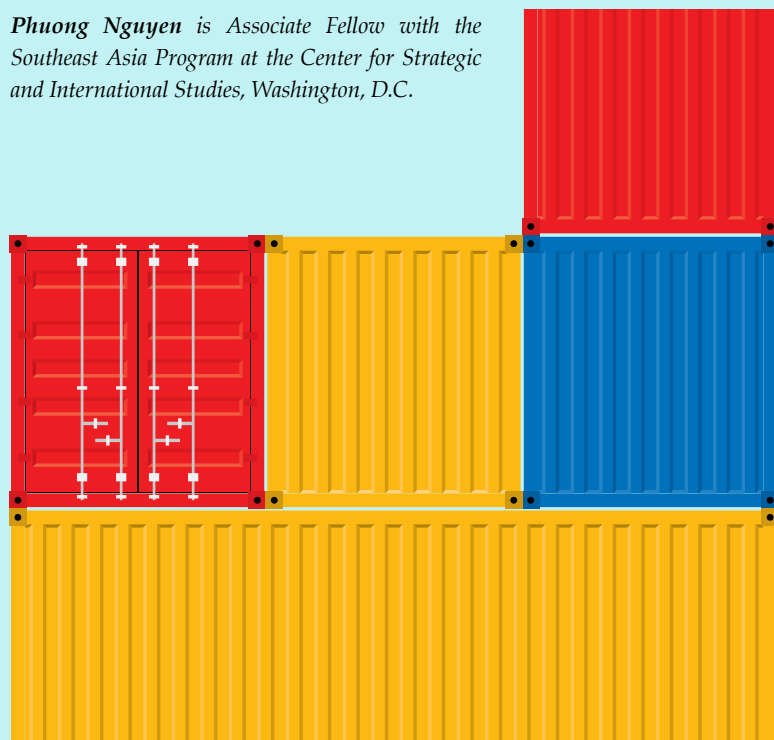 Phuong Nguyen is Associate Fellow with the
Southeast Asia Program at the Center for Strategic
and International Studies, Washington, D.C.